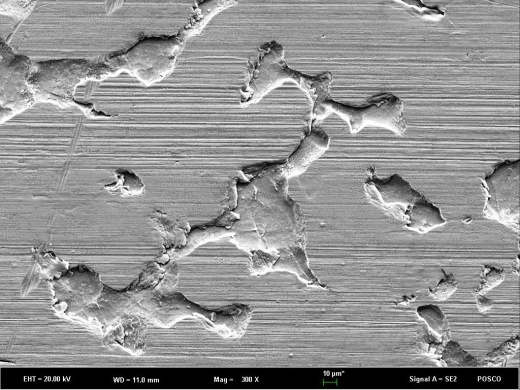 10 µm*
EHT = 20.00 kV WD = 11.0 mm Mag = 300 X Signal A = SE2 POSCO